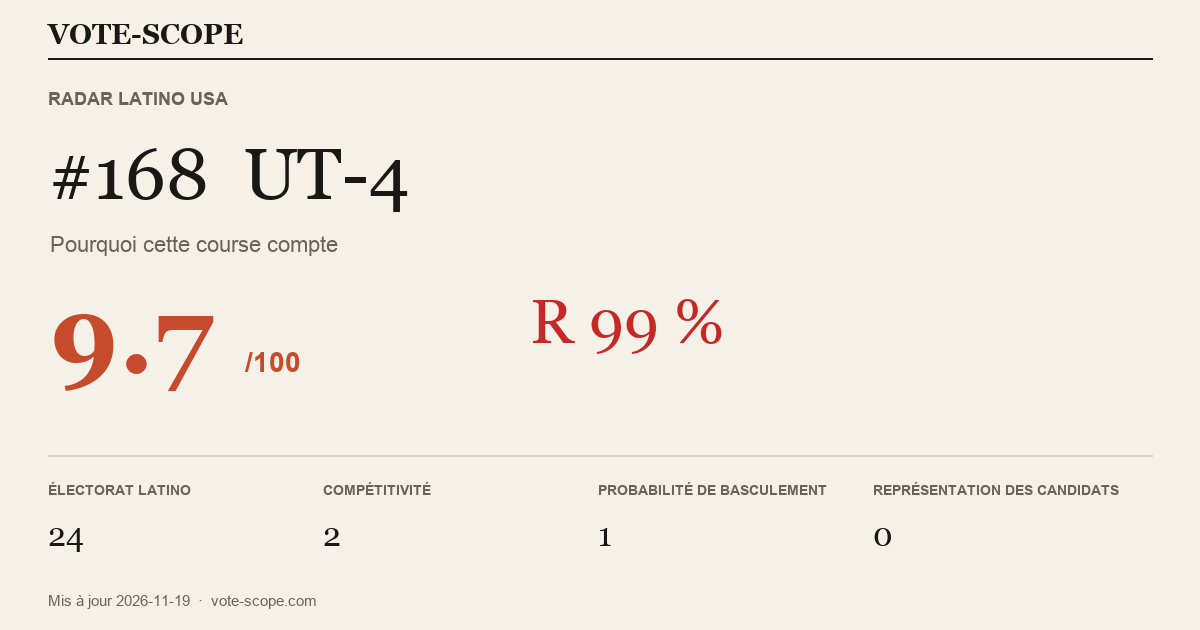 VOTE-SCOPE
RADAR LATINO USA
#168 UT-4
Pourquoi cette course compte
9.7 /100
R 99 %
ÉLECTORAT LATINO
24
COMPÉTITIVITÉ
2
PROBABILITÉ DE BASCULEMENT
1
REPRÉSENTATION DES CANDIDATS
0
Mis à jour 2026-11-19 · vote-scope.com